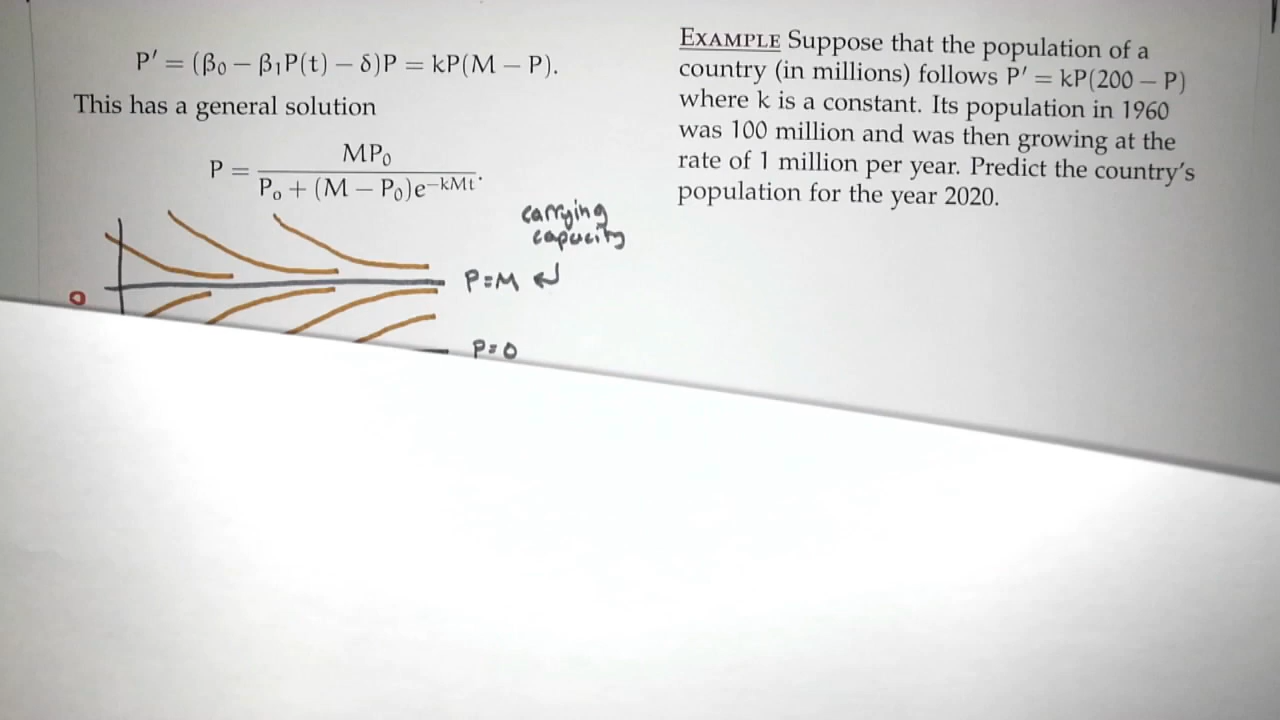 P′ = (β₀ − β₁P(t) − δ)P = kP(M − P).
This has a general solution
P = MP₀ / P₀ + (M − P₀)e^−kMt.
carrying
capacity
P=M ↵
0
P=0
EXAMPLE Suppose that the population of a
country (in millions) follows P′ = kP(200 − P)
where k is a constant. Its population in 1960
was 100 million and was then growing at the
rate of 1 million per year. Predict the country’s
population for the year 2020.